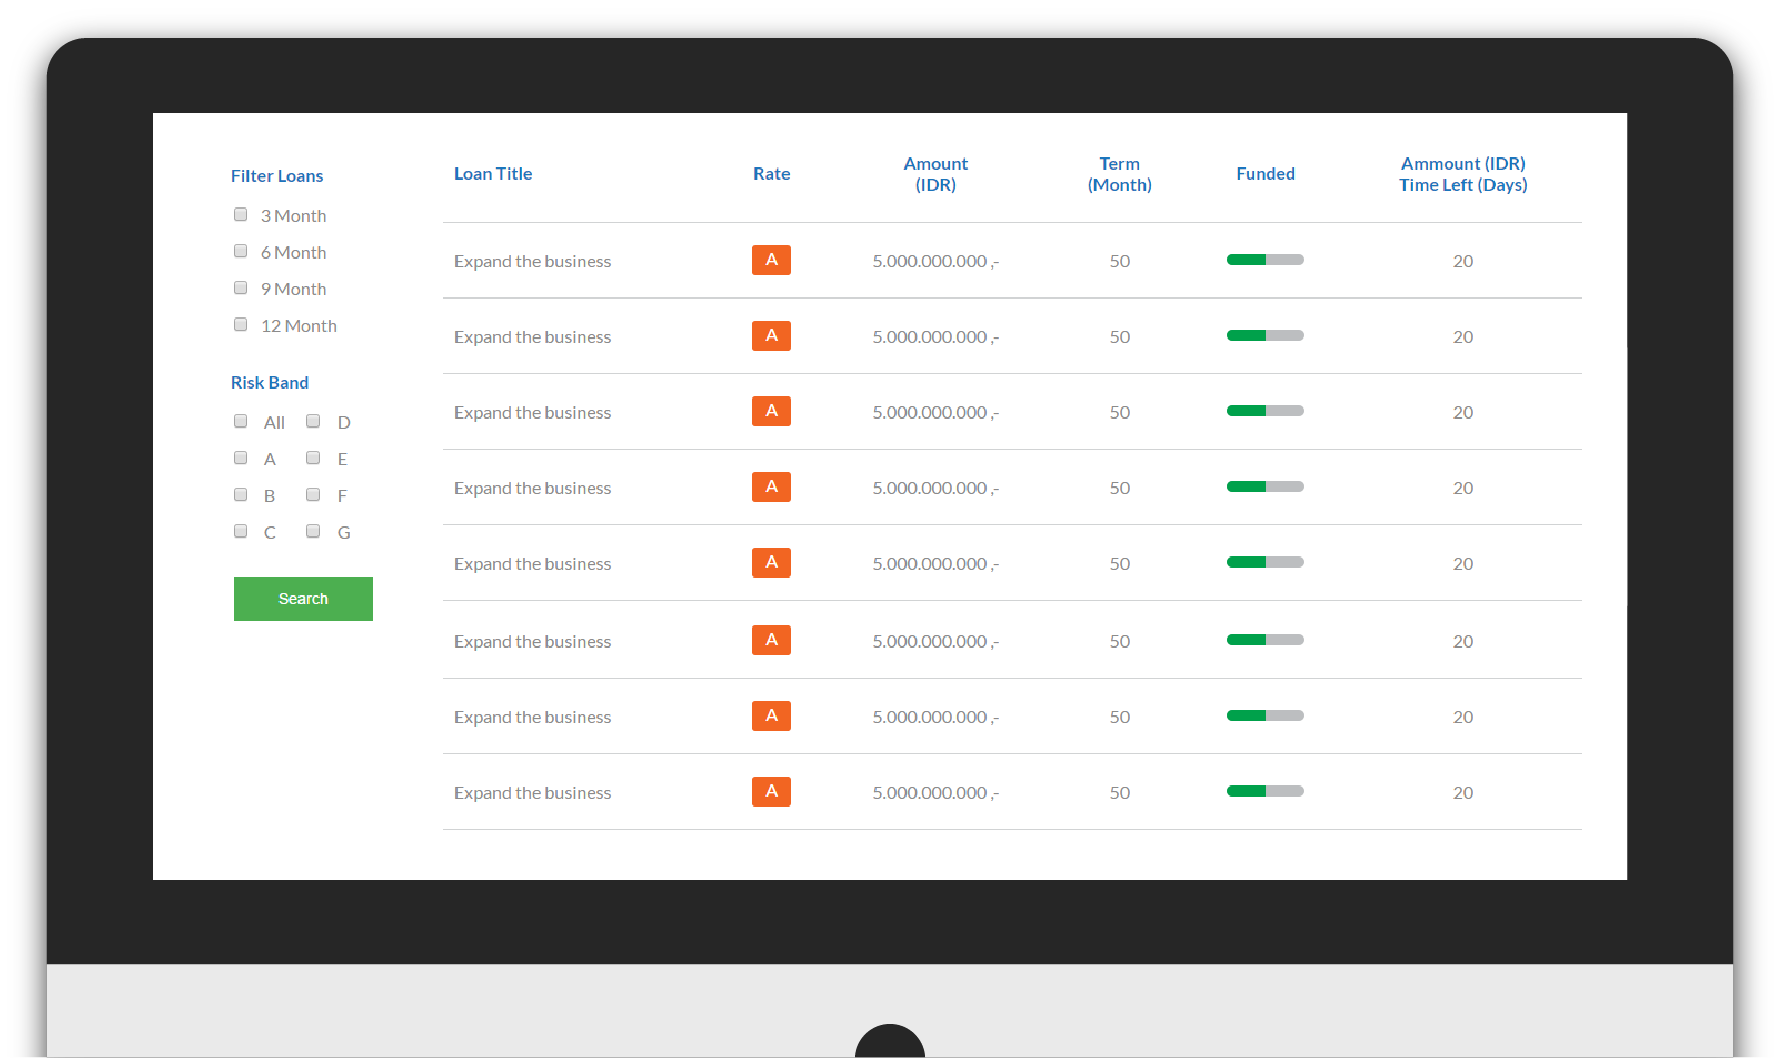 Filter Loans
3 Month
6 Month
9 Month
12 Month
Risk Band
All D
A E
B F
C G
Search
Loan Title Rate Amount (IDR) Term (Month) Funded Ammount (IDR) Time Left (Days)
Expand the business A 5.000.000.000 ,- 50 20
Expand the business A 5.000.000.000 ,- 50 20
Expand the business A 5.000.000.000 ,- 50 20
Expand the business A 5.000.000.000 ,- 50 20
Expand the business A 5.000.000.000 ,- 50 20
Expand the business A 5.000.000.000 ,- 50 20
Expand the business A 5.000.000.000 ,- 50 20
Expand the business A 5.000.000.000 ,- 50 20